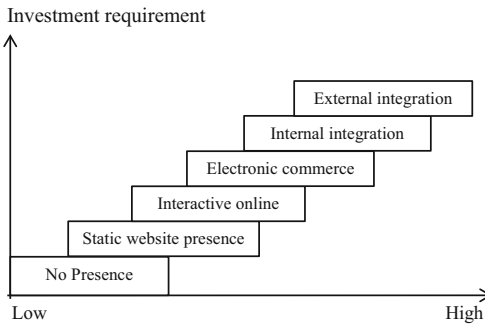 Investment requirement
External integration
Internal integration
Electronic commerce
Interactive online
Static website presence
No Presence
Low
High